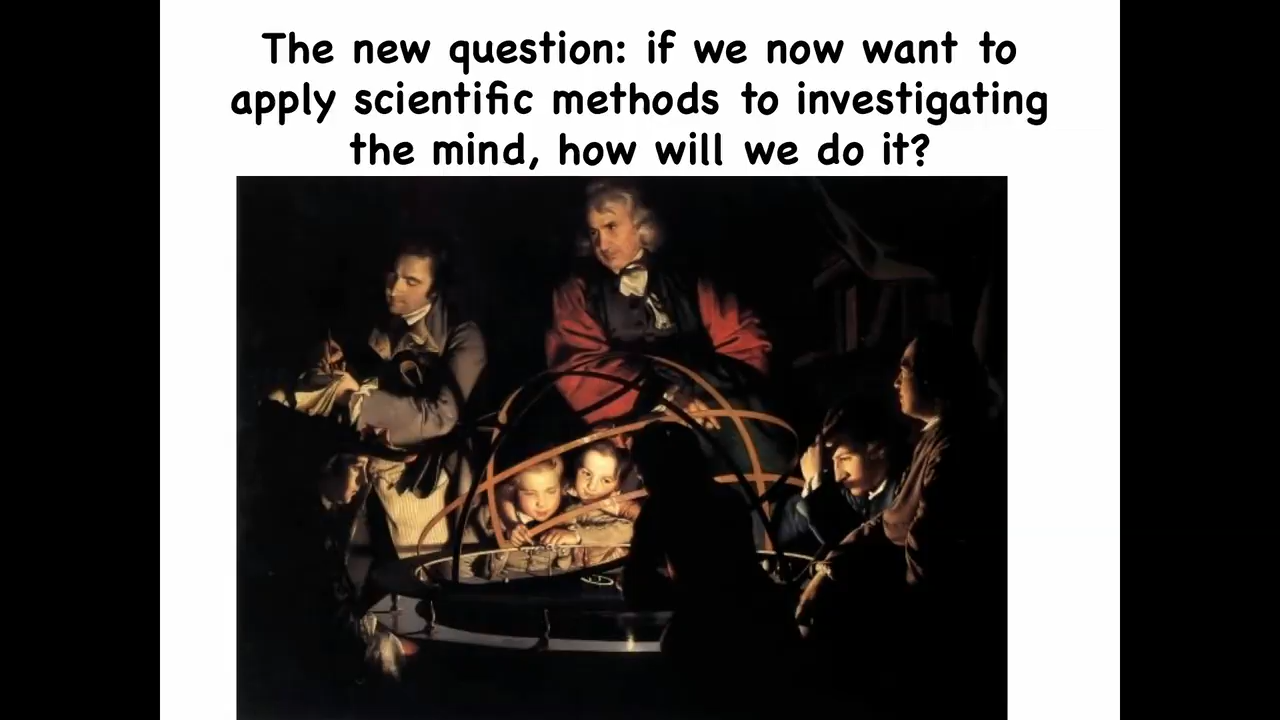 The new question: if we now want to
apply scientific methods to investigating
the mind, how will we do it?